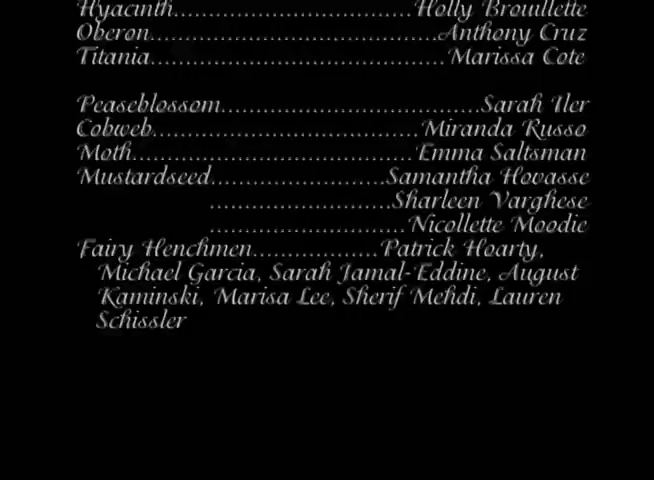 Hyacinth.................................Holly Brouillette
Oberon........................................Anthony Cruz
Titania.........................................Marissa Cote
Peaseblossom....................................Sarah Iler
Cobweb.....................................Miranda Russo
Moth.......................................Emma Saltsman
Mustardseed........................Samantha Hovasse
.........................Sharleen Varghese
...........................Nicollette Moodie
Fairy Henchmen.................Patrick Hoarty,
Michael Garcia, Sarah Jamal-Eddine, August
Kaminski, Marisa Lee, Sherif Mehdi, Lauren
Schissler